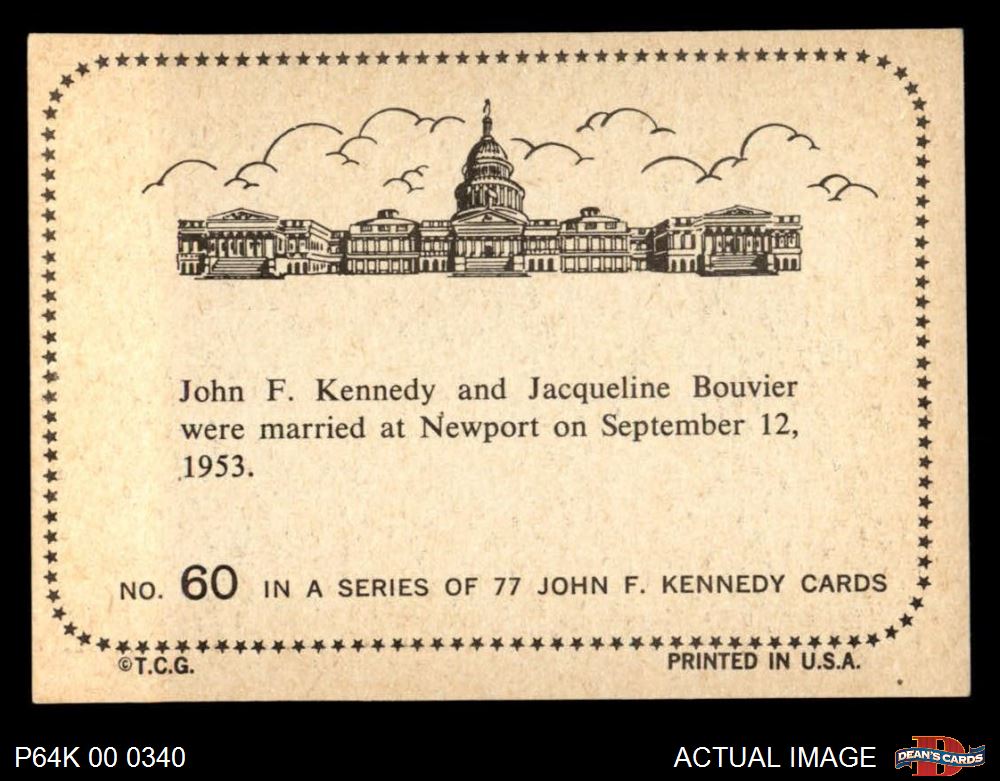 John F. Kennedy and Jacqueline Bouvier
were married at Newport on September 12,
1953.
NO. 60 IN A SERIES OF 77 JOHN F. KENNEDY CARDS
©T.C.G. PRINTED IN U.S.A.
P64K 00 0340 ACTUAL IMAGE DEAN'S CARDS